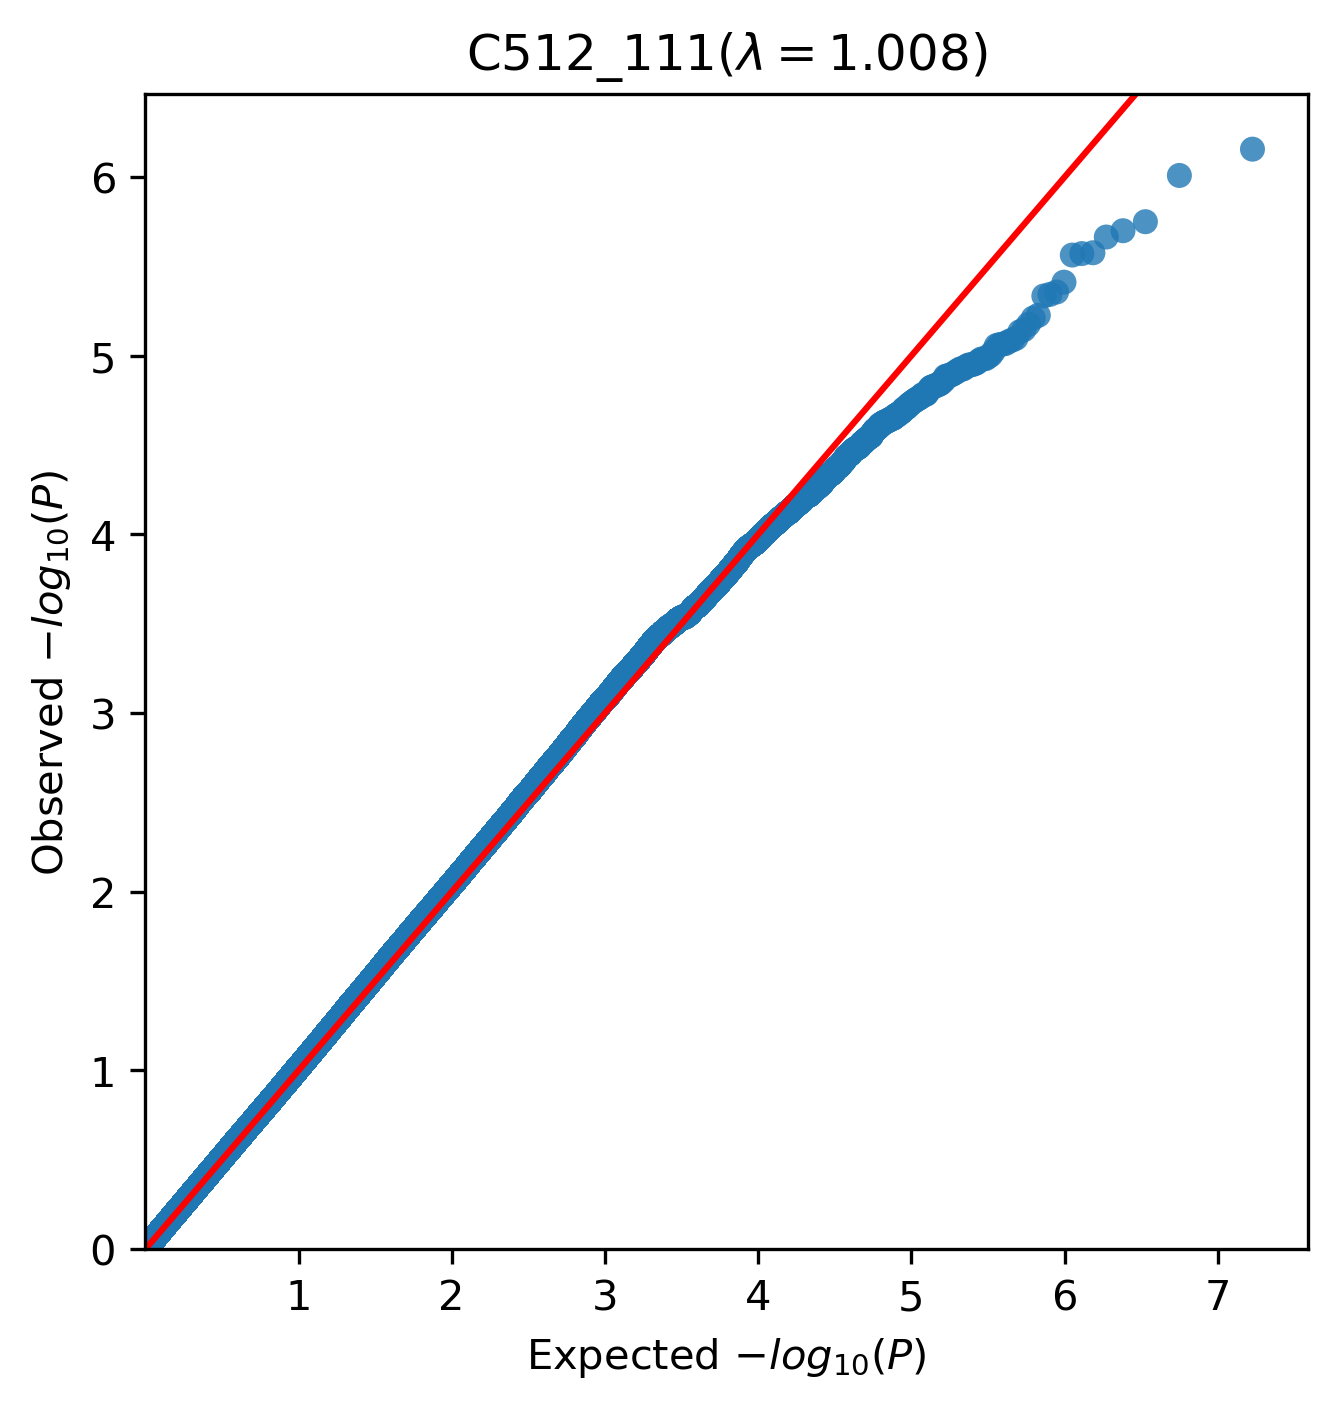 C512_111(λ = 1.008)
Observed −log₁₀(P)
6
5
4
3
2
1
0
1 2 3 4 5 6 7
Expected −log₁₀(P)